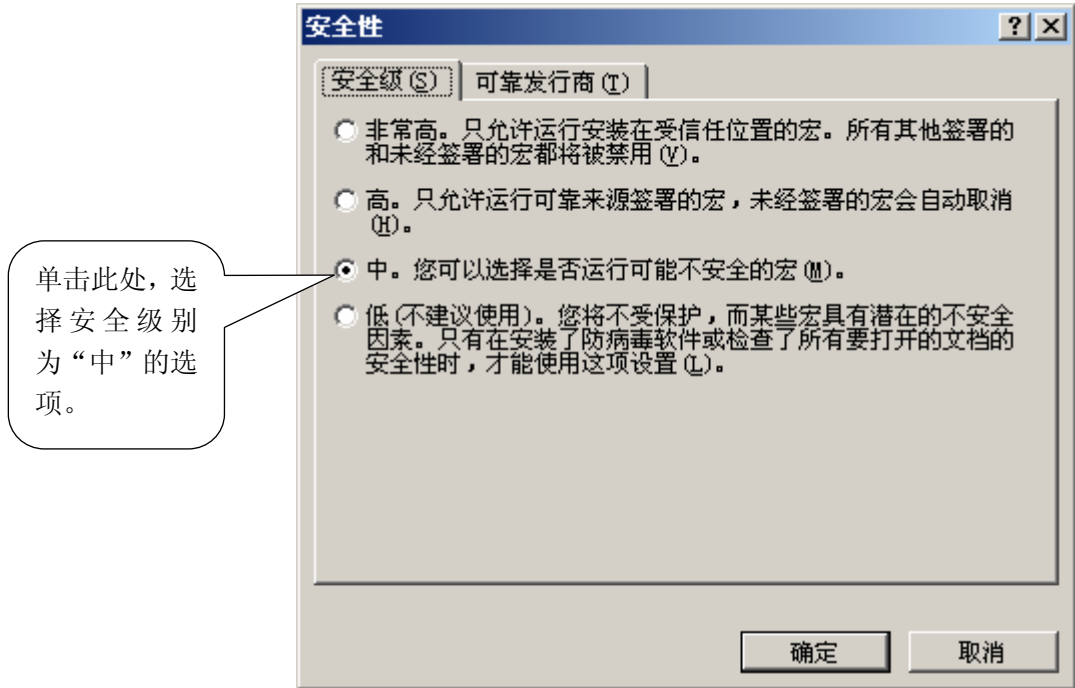 安全性
安全级(S)
可靠发行商(T)
非常高。只允许运行安装在受信任位置的宏。所有其他签署的
和未经签署的宏都将被禁用(V)。
高。只允许运行可靠来源签署的宏，未经签署的宏会自动取消
(H)。
中。您可以选择是否运行可能不安全的宏(M)。
低(不建议使用)。您将不受保护，而某些宏具有潜在的不安全
因素。只有在安装了防病毒软件或检查了所有要打开的文档的
安全性时，才能使用这项设置(L)。
单击此处，选
择安全级别
为“中”的选
项。
确定
取消